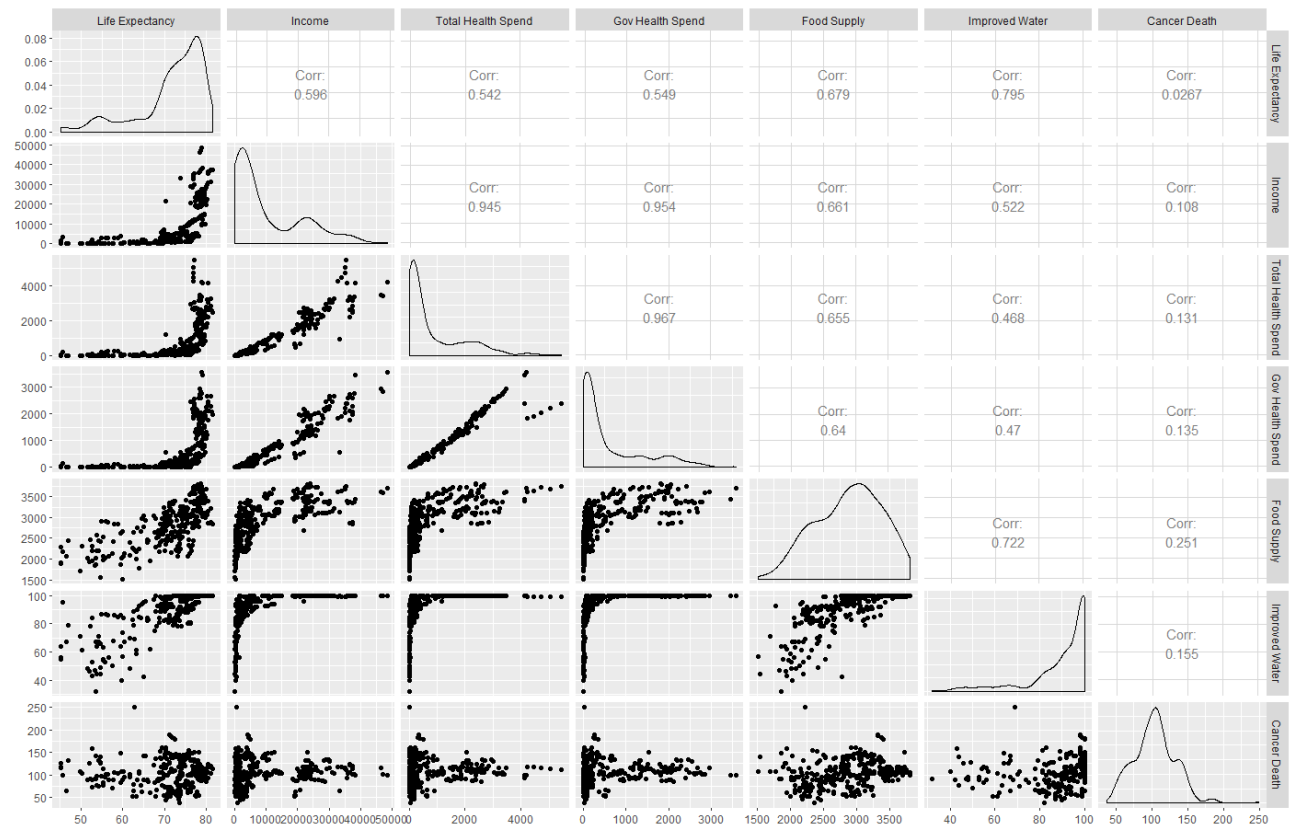 Life Expectancy Income Total Health Spend Gov Health Spend Food Supply Improved Water Cancer Death
0.08
0.06
0.04
0.02
0.00
Corr:
0.596
Corr:
0.542
Corr:
0.549
Corr:
0.679
Corr:
0.795
Corr:
0.0267
Life Expectancy
50000
40000
30000
20000
10000
0
Corr:
0.945
Corr:
0.954
Corr:
0.661
Corr:
0.522
Corr:
0.108
Income
4000
2000
0
Corr:
0.967
Corr:
0.655
Corr:
0.468
Corr:
0.131
Total Health Spend
3000
2000
1000
0
Corr:
0.64
Corr:
0.47
Corr:
0.135
Gov Health Spend
3500
3000
2500
2000
1500
Corr:
0.722
Corr:
0.251
Food Supply
100
80
60
40
Corr:
0.155
Improved Water
250
200
150
100
50
Cancer Death
50 60 70 80
0 10000 20000 30000 40000 50000
0 2000 4000
0 1000 2000 3000
1500 2000 2500 3000 3500
40 60 80 100
50 100 150 200 250